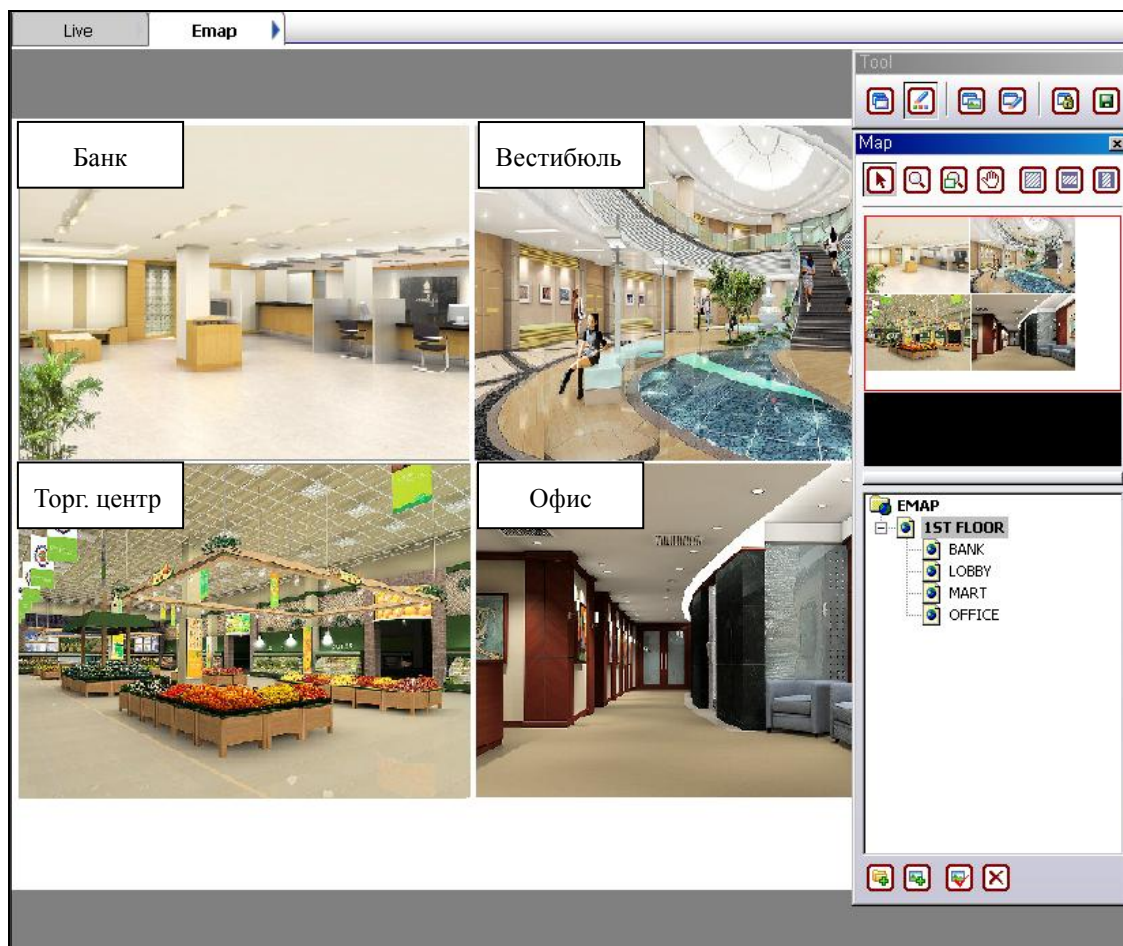 Live
Emap
Tool
Банк
Вестибюль
Map
Торг. центр
Офис
EMAP
1ST FLOOR
BANK
LOBBY
MART
OFFICE